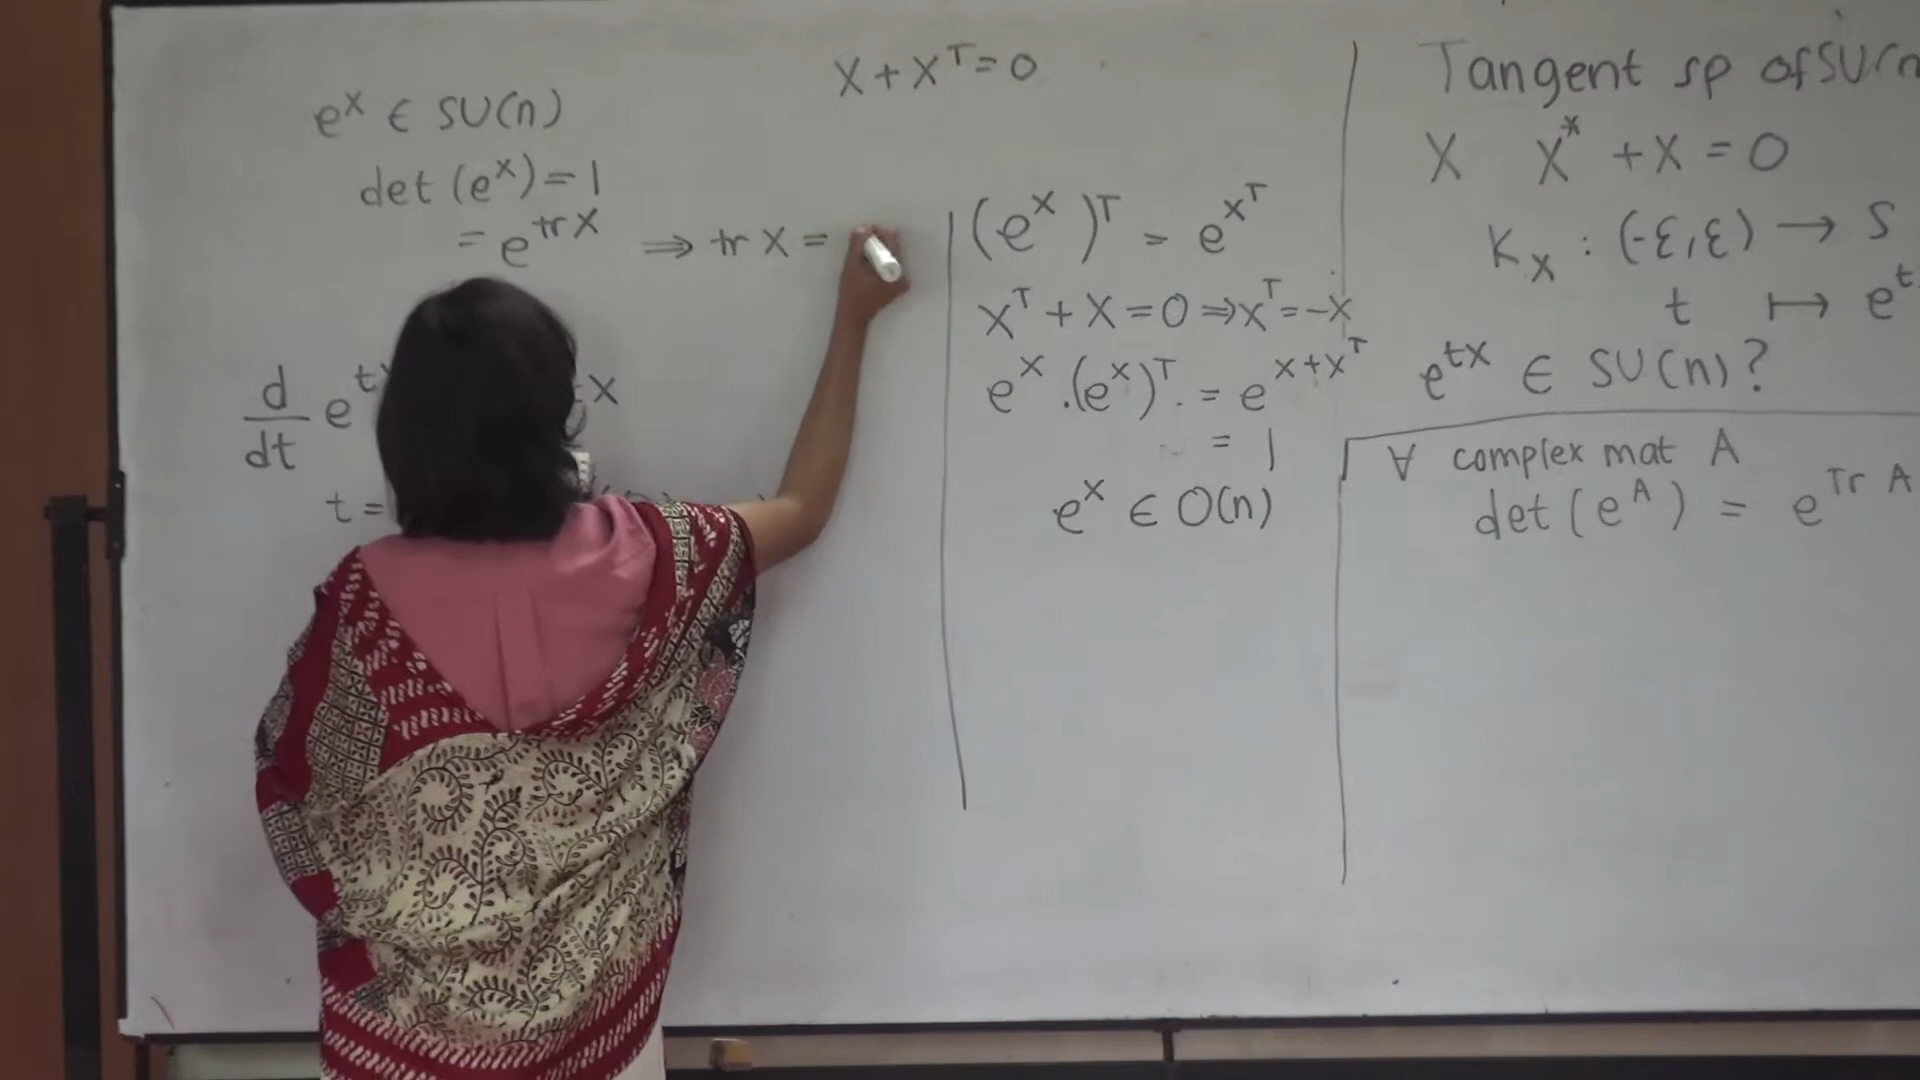 X + X^T = 0
e^X ∈ SU(n)
det (e^X) = 1
= e^{tr X} ⇒ tr X =
d/dt e^t X
t =
(e^X)^T = e^{X^T}
X^T + X = 0 ⇒ X^T = -X
e^X . (e^X)^T . = e^{X + X^T}
= 1
e^X ∈ O(n)
Tangent sp of SU(n
X X^* + X = 0
K_X : (-ε, ε) → S
t ↦ e^t
e^{tX} ∈ SU(n)?
∀ complex mat A
det (e^A) = e^{Tr A}